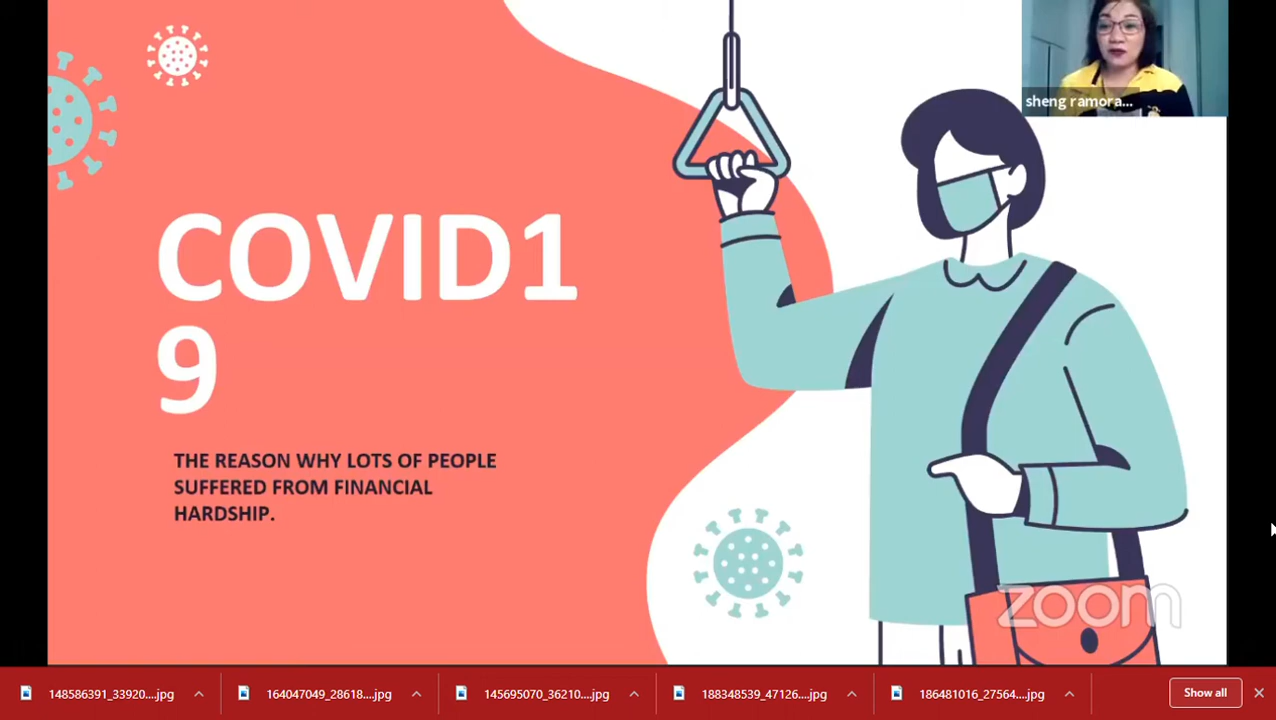 sheng ramora...
COVID1
9
THE REASON WHY LOTS OF PEOPLE
SUFFERED FROM FINANCIAL
HARDSHIP.
zoom
148586391_33920....jpg
164047049_28618....jpg
145695070_36210....jpg
188348539_47126....jpg
186481016_27564....jpg
Show all